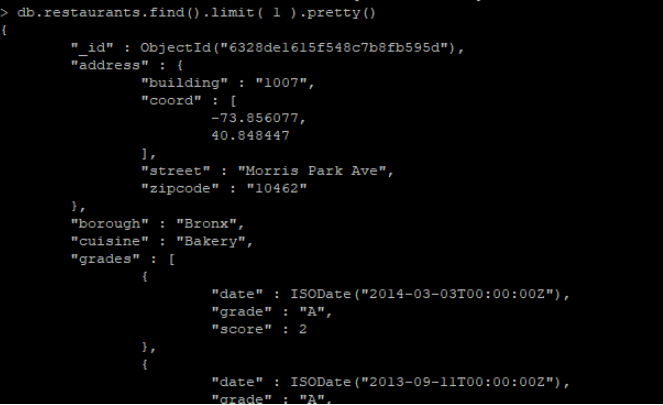 > db.restaurants.find().limit( 1 ).pretty()
{
"_id" : ObjectId("6328de1615f548c7b8fb595d"),
"address" : {
"building" : "1007",
"coord" : [
-73.856077,
40.848447
],
"street" : "Morris Park Ave",
"zipcode" : "10462"
},
"borough" : "Bronx",
"cuisine" : "Bakery",
"grades" : [
{
"date" : ISODate("2014-03-03T00:00:00Z"),
"grade" : "A",
"score" : 2
},
{
"date" : ISODate("2013-09-11T00:00:00Z"),
"grade" : "A",